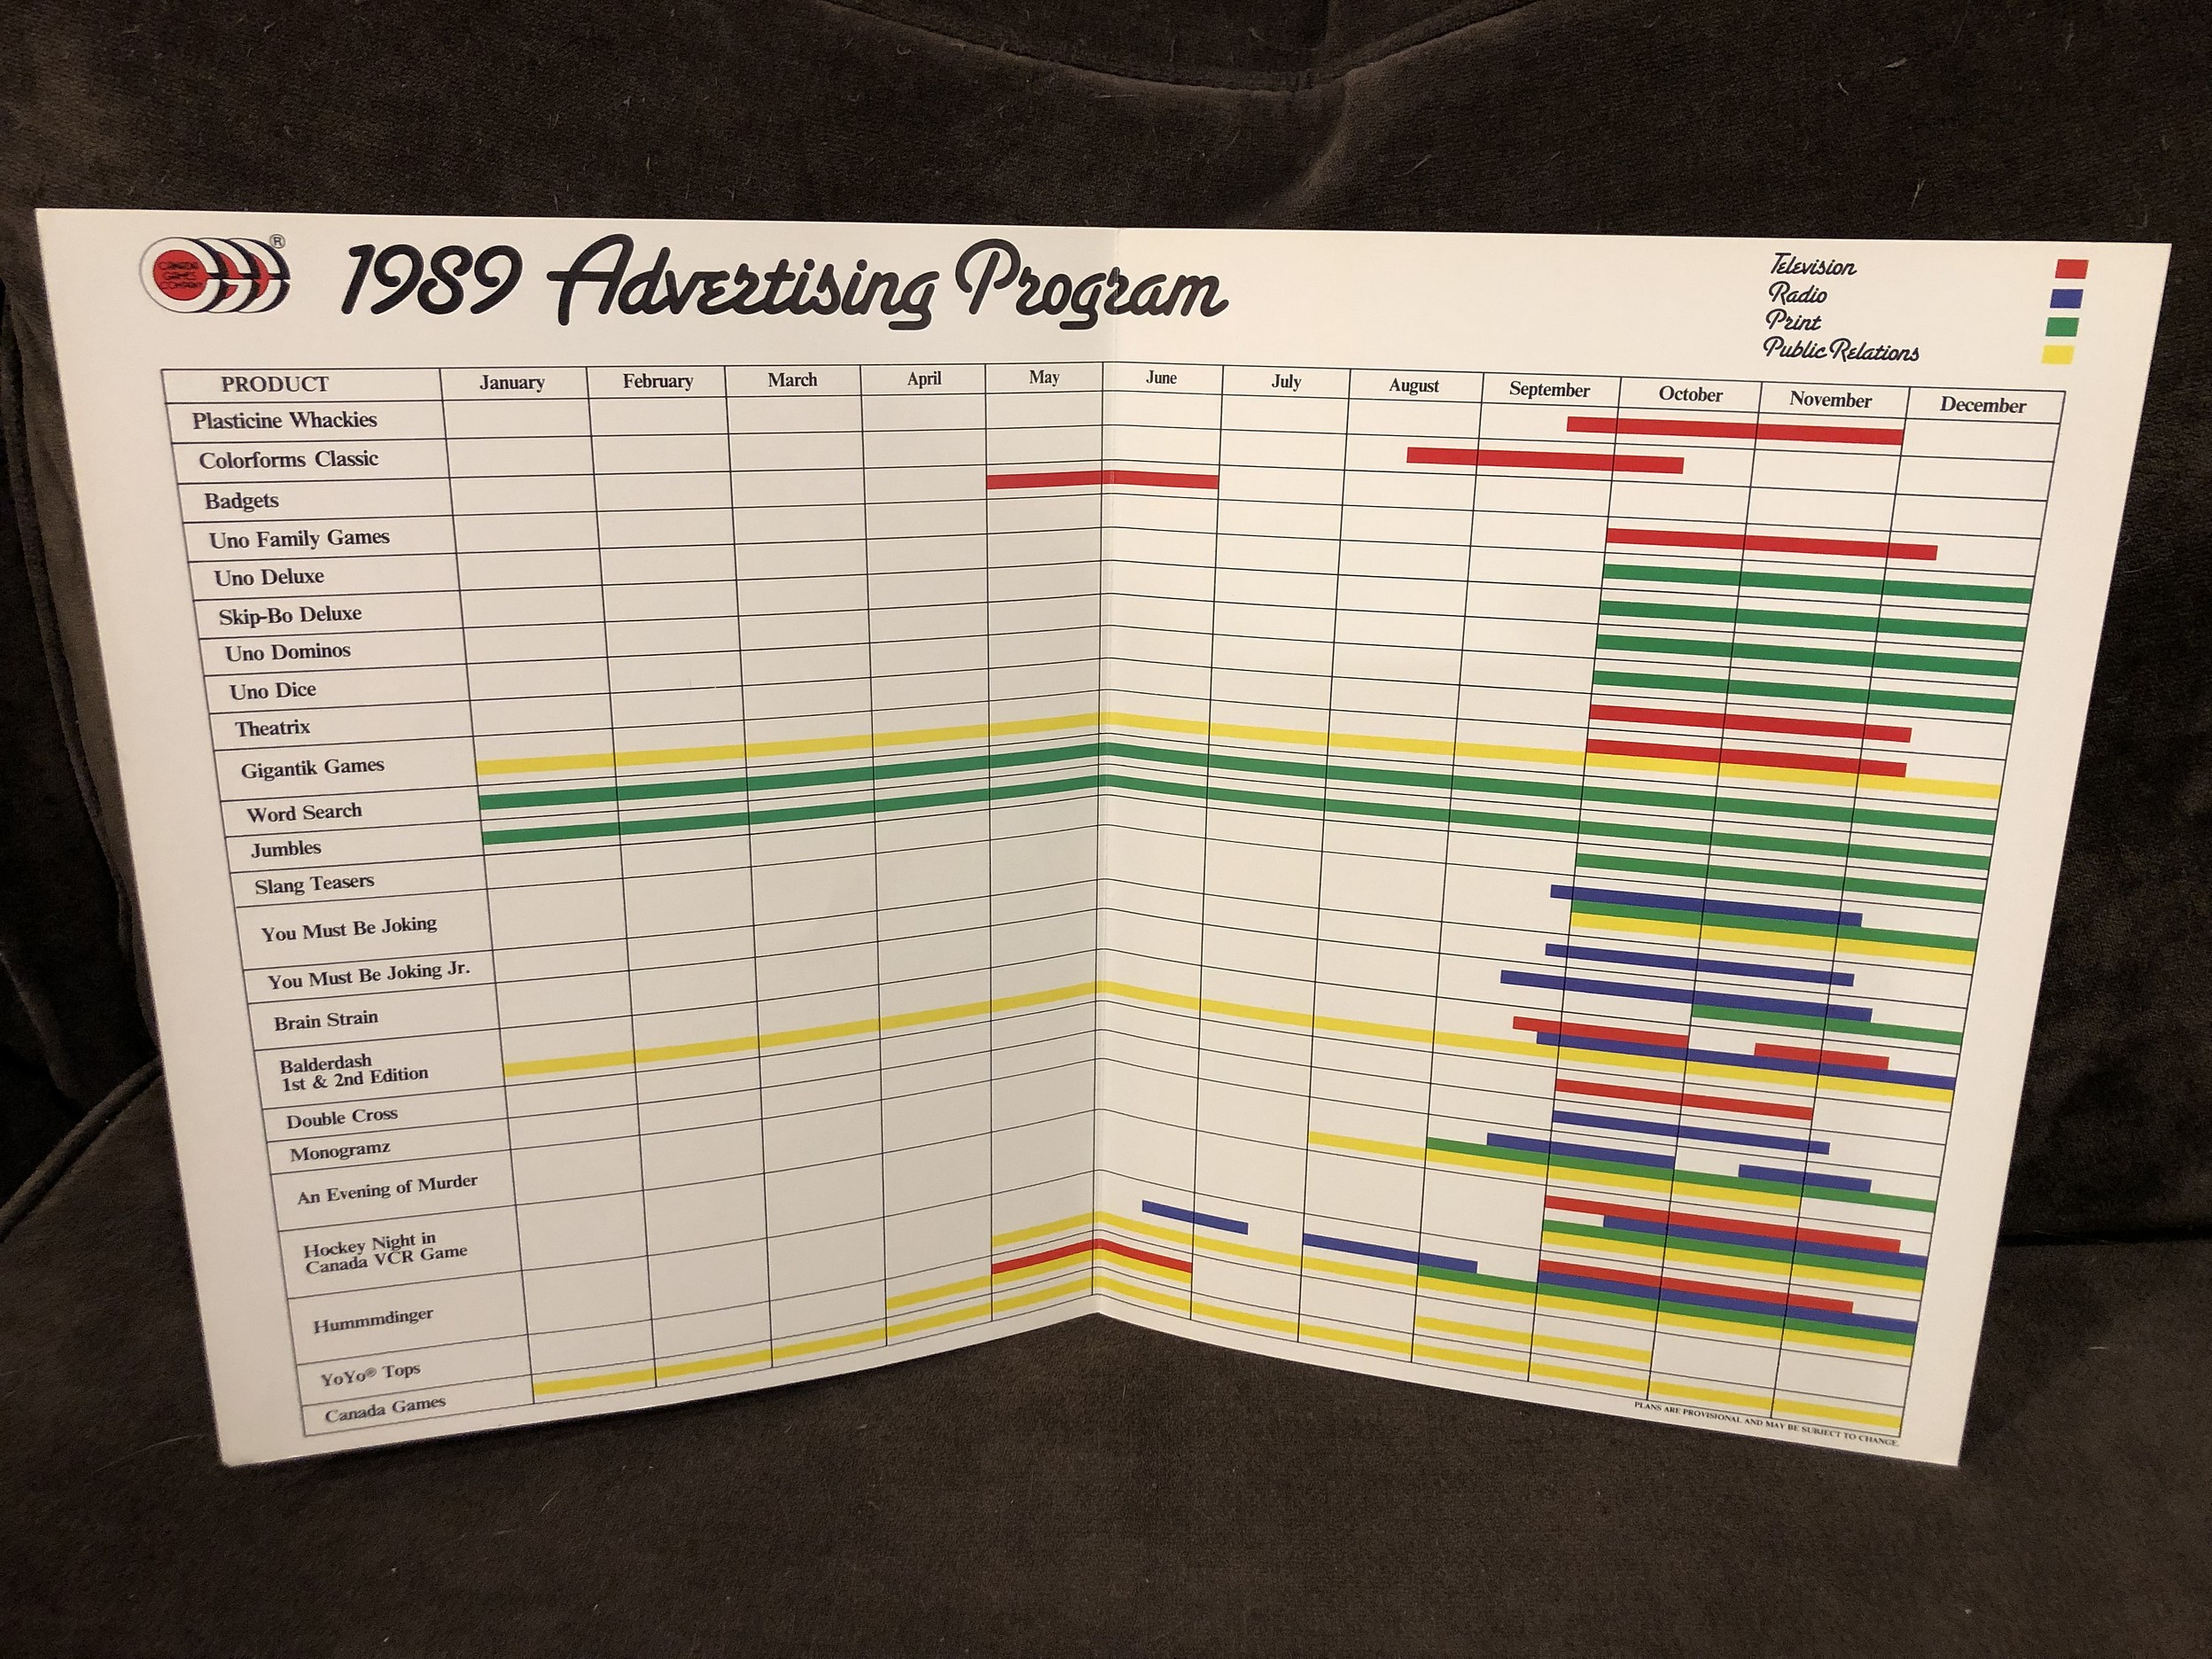 CANADA
GAMES
COMPANY
®
1989 Advertising Program
Television
Radio
Print
Public Relations
PRODUCT January February March April May June July August September October November December
Plasticine Whackies
Colorforms Classic
Badgets
Uno Family Games
Uno Deluxe
Skip-Bo Deluxe
Uno Dominos
Uno Dice
Theatrix
Gigantik Games
Word Search
Jumbles
Slang Teasers
You Must Be Joking
You Must Be Joking Jr.
Brain Strain
Balderdash
1st & 2nd Edition
Double Cross
Monogramz
An Evening of Murder
Hockey Night in
Canada VCR Game
Hummmdinger
YoYo® Tops
Canada Games
PLANS ARE PROVISIONAL AND MAY BE SUBJECT TO CHANGE.